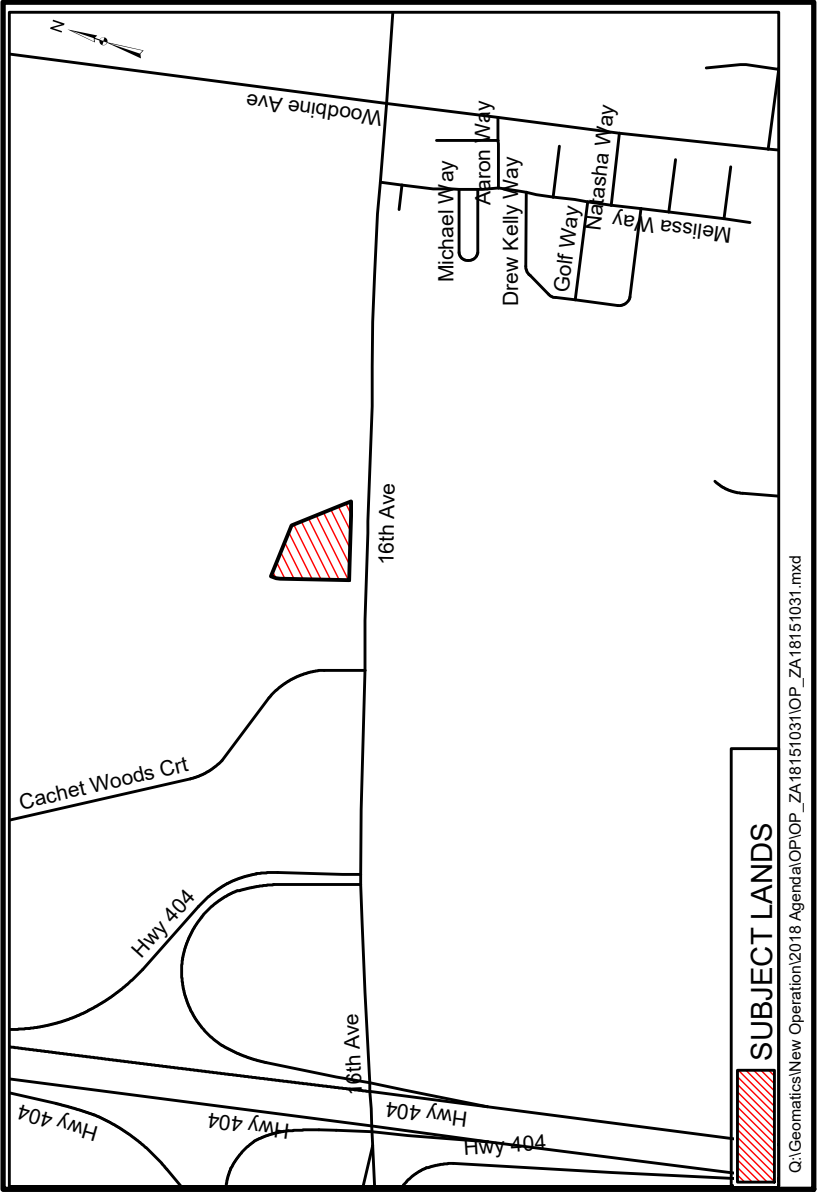 N
Woodbine Ave
Michael Way
Aaron Way
Drew Kelly Way
Golf Way
Natasha Way
Melissa Way
16th Ave
Cachet Woods Crt
Hwy 404
16th Ave
Hwy 404
Hwy 404
Hwy 404
Hwy 404
SUBJECT LANDS
Q:\Geomatics\New Operation\2018 Agenda\OP\OP_ZA18151031\OP_ZA18151031.mxd